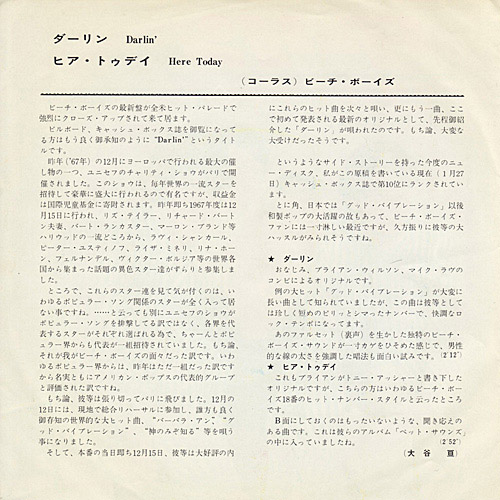 ダーリン Darlin'
ヒア・トゥデイ Here Today
(コーラス) ビーチ・ボーイズ
ビーチ・ボーイズの最新盤が全米ヒット・パレードで
強烈にクローズ・アップされて来て居ます。
ビルボード、キャッシュ・ボックス誌を御覧になって
る方はもう良く御承知のように "Darlin'" というタイト
ルです。
昨年('67年)の12月にヨーロッパで行われる最大の催
し物の一つ、ユニセフのチャリティ・ショウがパリで開
催されました。このショウは、毎年世界の一流スターを
招待して豪華に盛大に行われるので有名ですが、収益金
は国際児童基金に寄附されます。昨年即ち1967年度は12
月15日に行われ、リズ・テイラー、リチャード・バート
ン夫妻、バート・ランカスター、マーロン・ブランド等
ハリウッドの一流どころから、ラヴィ・シャンカール、
ピーター・ユスティノフ、ライザ・ミネリ、リナ・ホー
ン、フェルナンデル、ヴィクター・ボルジア等の世界各
国から集まった話題の異色スター達がずらりと参集しま
した。
ところで、これらのスター達を見て気が付くのは、い
わゆるポピュラー・ソング関係のスターが全く入って居
ない事ですね。……と云っても別にユニセフのショウが
ポピュラー・ソングを排撃してる訳ではなく、各界を代
表するスターがそれぞれ選ばれる為で、ちゃーんとポピ
ュラー界からも代表が一組招待されていました。もち論、
それが我がビーチ・ボーイズの面々だった訳です。いわ
ゆるポピュラー界からは、昨年はただ一組だった訳です
から名実ともにアメリカン・ポップスの代表的グループ
と評価された訳ですね。
もち論、彼等は張り切ってパリに飛びました。12月の
12日には、現地で総合リハーサルに参加し、誰方も良く
御存知の世界的な大ヒット曲、"バーバラ・アン" "グ
ッド・バイブレーション"、"神のみぞ知る" 等を唄う
事になりました。
そして、本番の当日即ち12月15日、彼等は大好評の内
にこれらのヒット曲を次々と唄い、更にもう一曲、ここ
で初めて発表される最新のオリジナルとして、先程御紹
介した「ダーリン」が唄われたのです。もち論、大変な
大受けだったそうです。
というようなサイド・ストーリーを持った今度のニュ
ー・ディスク、私がこの原稿を書いている現在(1月27
日)キャッシュ・ボックス誌で第10位にランクされてい
ます。
とに角、日本では「グッド・バイブレーション」以後
和製ポップの大活躍の故もあって、ビーチ・ボーイズ・
ファンには一寸淋しい最近ですが、久方振りに彼等の大
ハッスルがみられそうですね。
★ ダーリン
おなじみ、ブライアン・ウィルソン、マイク・ラヴの
コンビによるオリジナルです。
例の大ヒット「グッド・バイブレーション」が大変に
長い曲として知られていましたが、この曲は彼等として
は珍しく短めのピリッとシマったナンバーで、快調なロ
ック・テンポになってます。
あのファルセット(裏声)を生かした独特のビーチ・
ボーイズ・サウンドが一寸カゲをひそめた感じで、男性
的な線の太さを強調した唱法も面白い試みです。(2'12")
★ ヒア・トゥデイ
これもブライアンがトニー・アッシャーと書き下した
オリジナルですが、こちらの方はいわゆるビーチ・ボー
イズ18番のヒット・ナンバー・スタイルと云ったところ
です。
B面にしておくのはもったいないような、聞き応えの
ある曲です。これは彼らのアルバム「ペット・サウンズ」
の中に入っていましたね。(2'52")
(大谷 亘)